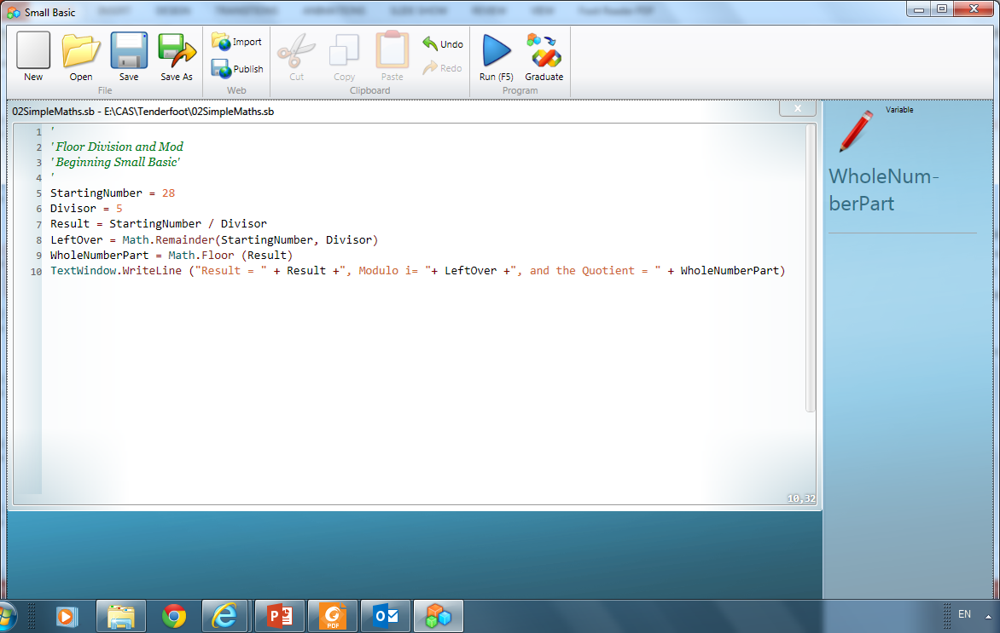 Small Basic
New
Open
Save
Save As
File
Import
Publish
Web
Cut
Copy
Paste
Undo
Redo
Clipboard
Run (F5)
Graduate
Program
02SimpleMaths.sb - E:\CAS\Tenderfoot\02SimpleMaths.sb
x
1 '
2 ' Floor Division and Mod
3 ' Beginning Small Basic'
4 '
5 StartingNumber = 28
6 Divisor = 5
7 Result = StartingNumber / Divisor
8 LeftOver = Math.Remainder(StartingNumber, Divisor)
9 WholeNumberPart = Math.Floor (Result)
10 TextWindow.WriteLine ("Result = " + Result +", Modulo i= "+ LeftOver +", and the Quotient = " + WholeNumberPart)
10,32
Variable
WholeNum-
berPart
PDF
EN